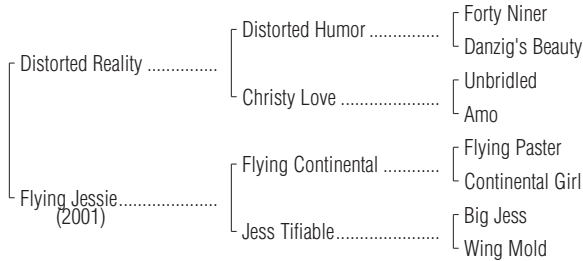 Forty Niner
Distorted Humor ................
Danzig's Beauty
Distorted Reality ................
Unbridled
Christy Love ......................
Amo
Flying Paster
Flying Continental .............
Continental Girl
Flying Jessie......................
(2001)
Big Jess
Jess Tifiable.......................
Wing Mold